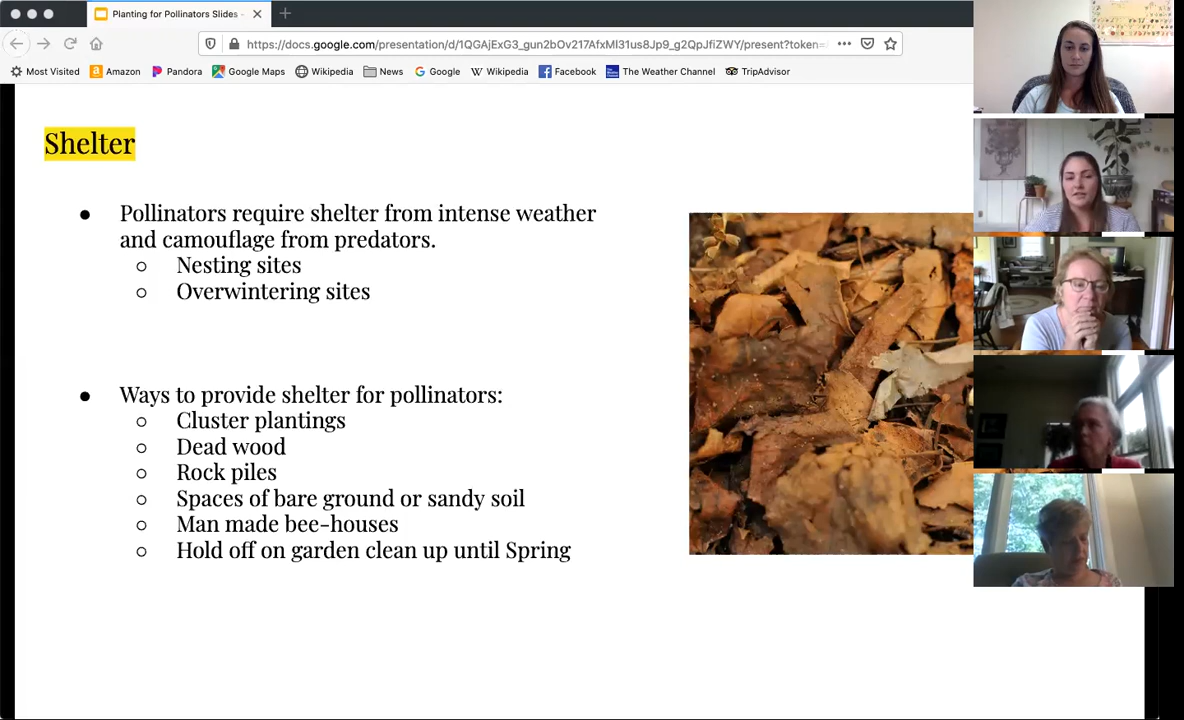 Planting for Pollinators Slides -
https://docs.google.com/presentation/d/1QGAjExG3_gun2bOv217AfxMl31us8Jp9_g2QpJfiZWY/present?token=
Most Visited Amazon Pandora Google Maps Wikipedia News Google Wikipedia Facebook The Weather Channel TripAdvisor
Shelter
● Pollinators require shelter from intense weather
and camouflage from predators.
○ Nesting sites
○ Overwintering sites
● Ways to provide shelter for pollinators:
○ Cluster plantings
○ Dead wood
○ Rock piles
○ Spaces of bare ground or sandy soil
○ Man made bee-houses
○ Hold off on garden clean up until Spring